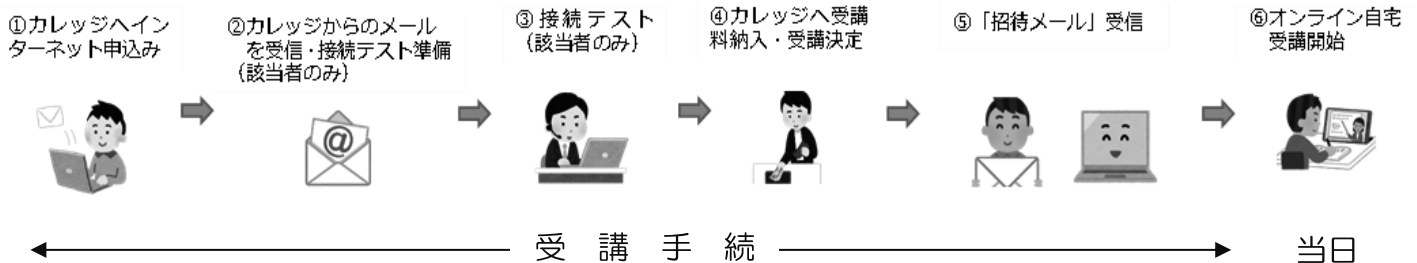 ①カレッジへイン
ターネット申込み
②カレッジからのメール
を受信・接続テスト準備
(該当者のみ)
③接続テスト
(該当者のみ)
④カレッジへ受講
料納入・受講決定
⑤「招待メール」受信
⑥オンライン自宅
受講開始
@
受講手続
当日